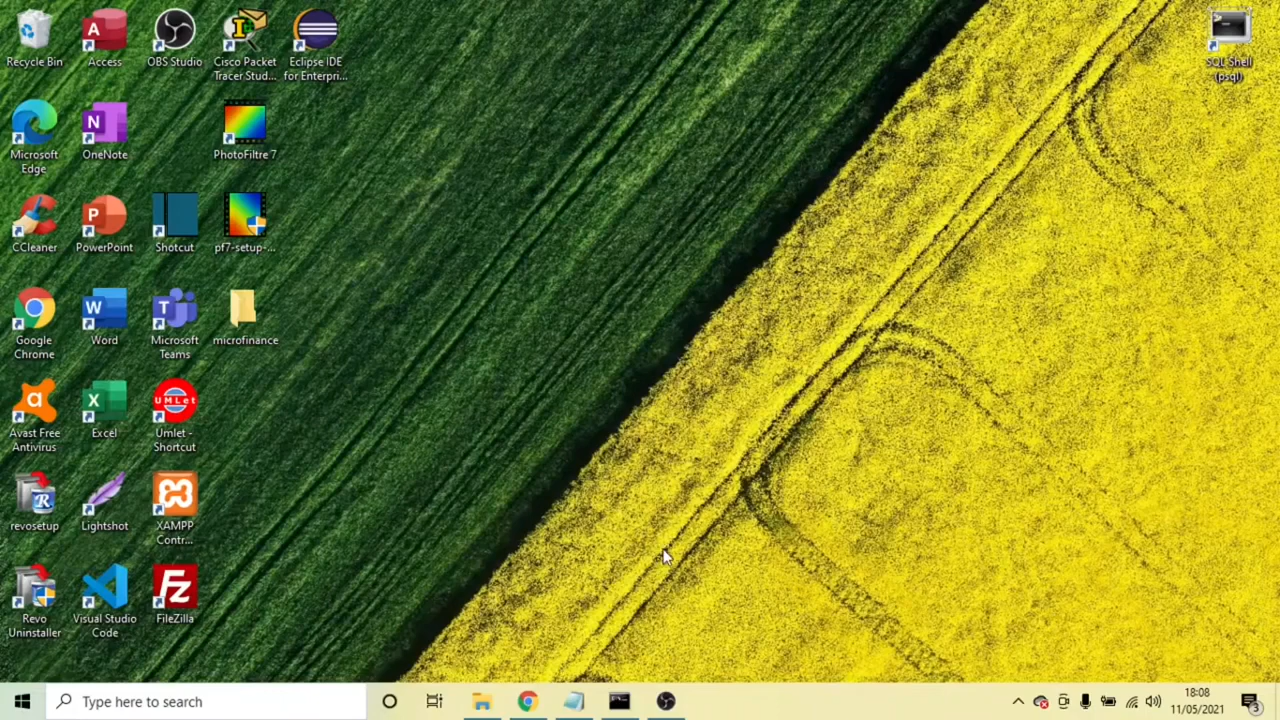 Recycle Bin
Access
OBS Studio
Cisco Packet
Tracer Stud...
Eclipse IDE
for Enterpri...
SQL Shell
(psql)
Microsoft
Edge
OneNote
PhotoFiltre 7
CCleaner
PowerPoint
Shotcut
pf7-setup-...
Google
Chrome
Word
Microsoft
Teams
microfinance
Avast Free
Antivirus
Excel
UMLet
Umlet -
Shortcut
revosetup
Lightshot
XAMPP
Contr...
Revo
Uninstaller
Visual Studio
Code
FileZilla
Type here to search
18:08
11/05/2021
3